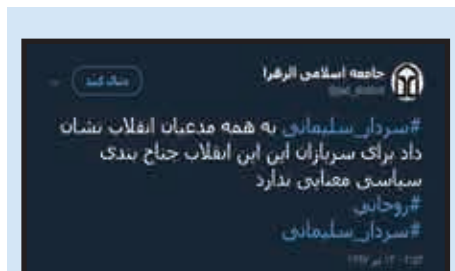 جامعه اسلامی الزهرا
دنبال کنید
#سردار_سلیمانی به همه مدعیان انقلاب نشان
داد برای سربازان این این انقلاب جناح بندی
سیاسی معنایی ندارد
#روحانی
#سردار_سلیمانی